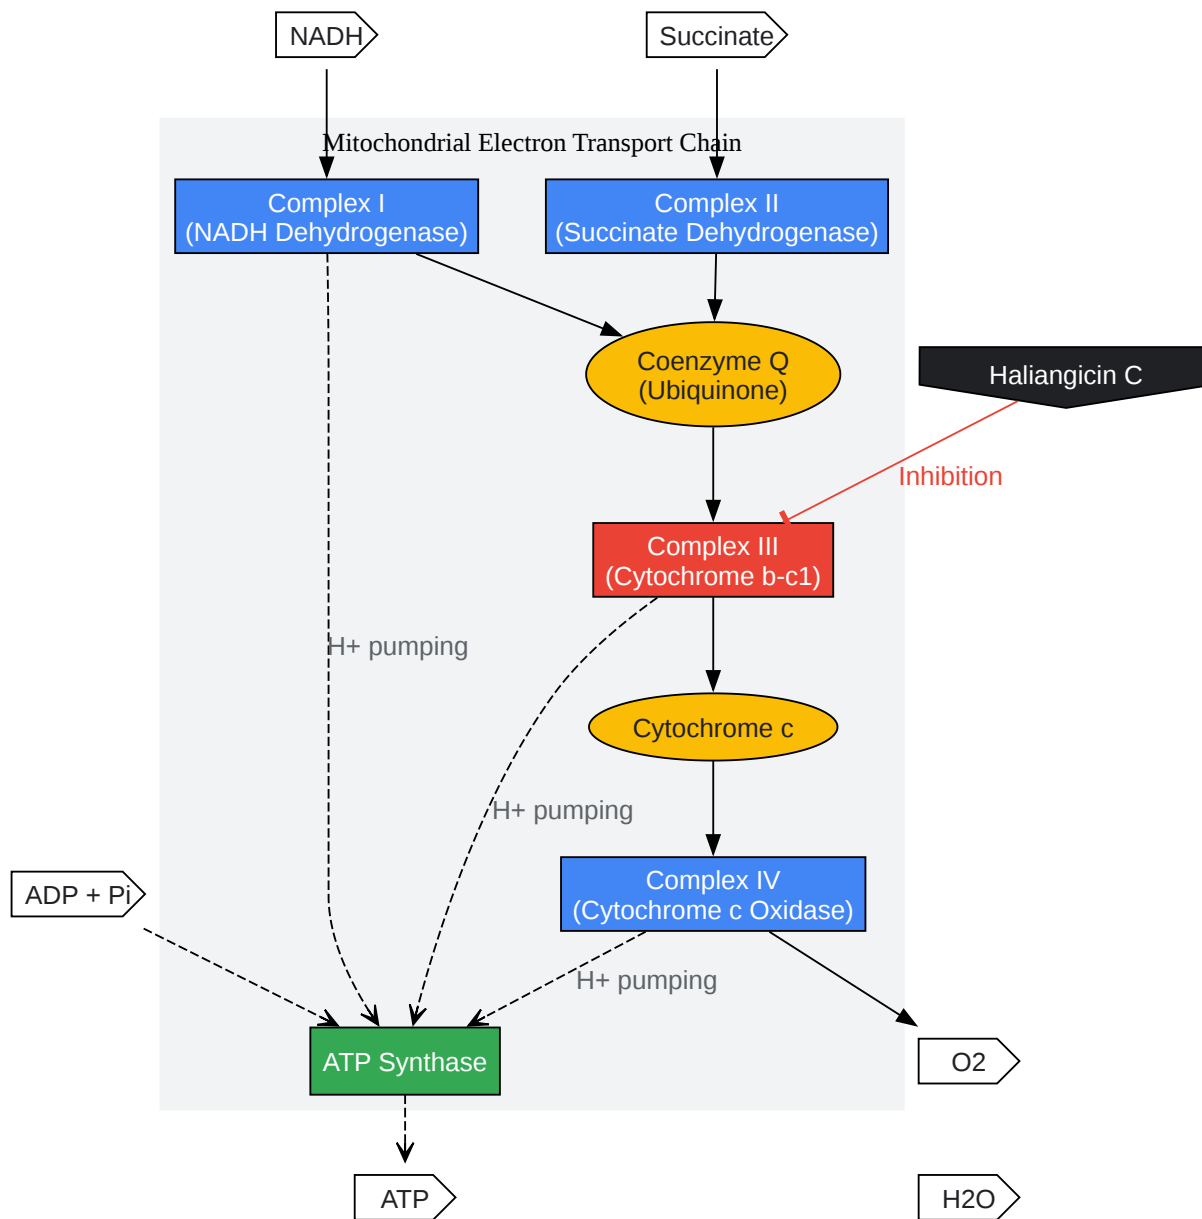 NADH
Succinate
Mitochondrial Electron Transport Chain
Complex I
(NADH Dehydrogenase)
Complex II
(Succinate Dehydrogenase)
Coenzyme Q
(Ubiquinone)
Haliangicin C
Inhibition
Complex III
(Cytochrome b-c1)
H+ pumping
Cytochrome c
H+ pumping
Complex IV
(Cytochrome c Oxidase)
ADP + Pi
H+ pumping
ATP Synthase
O2
ATP
H2O